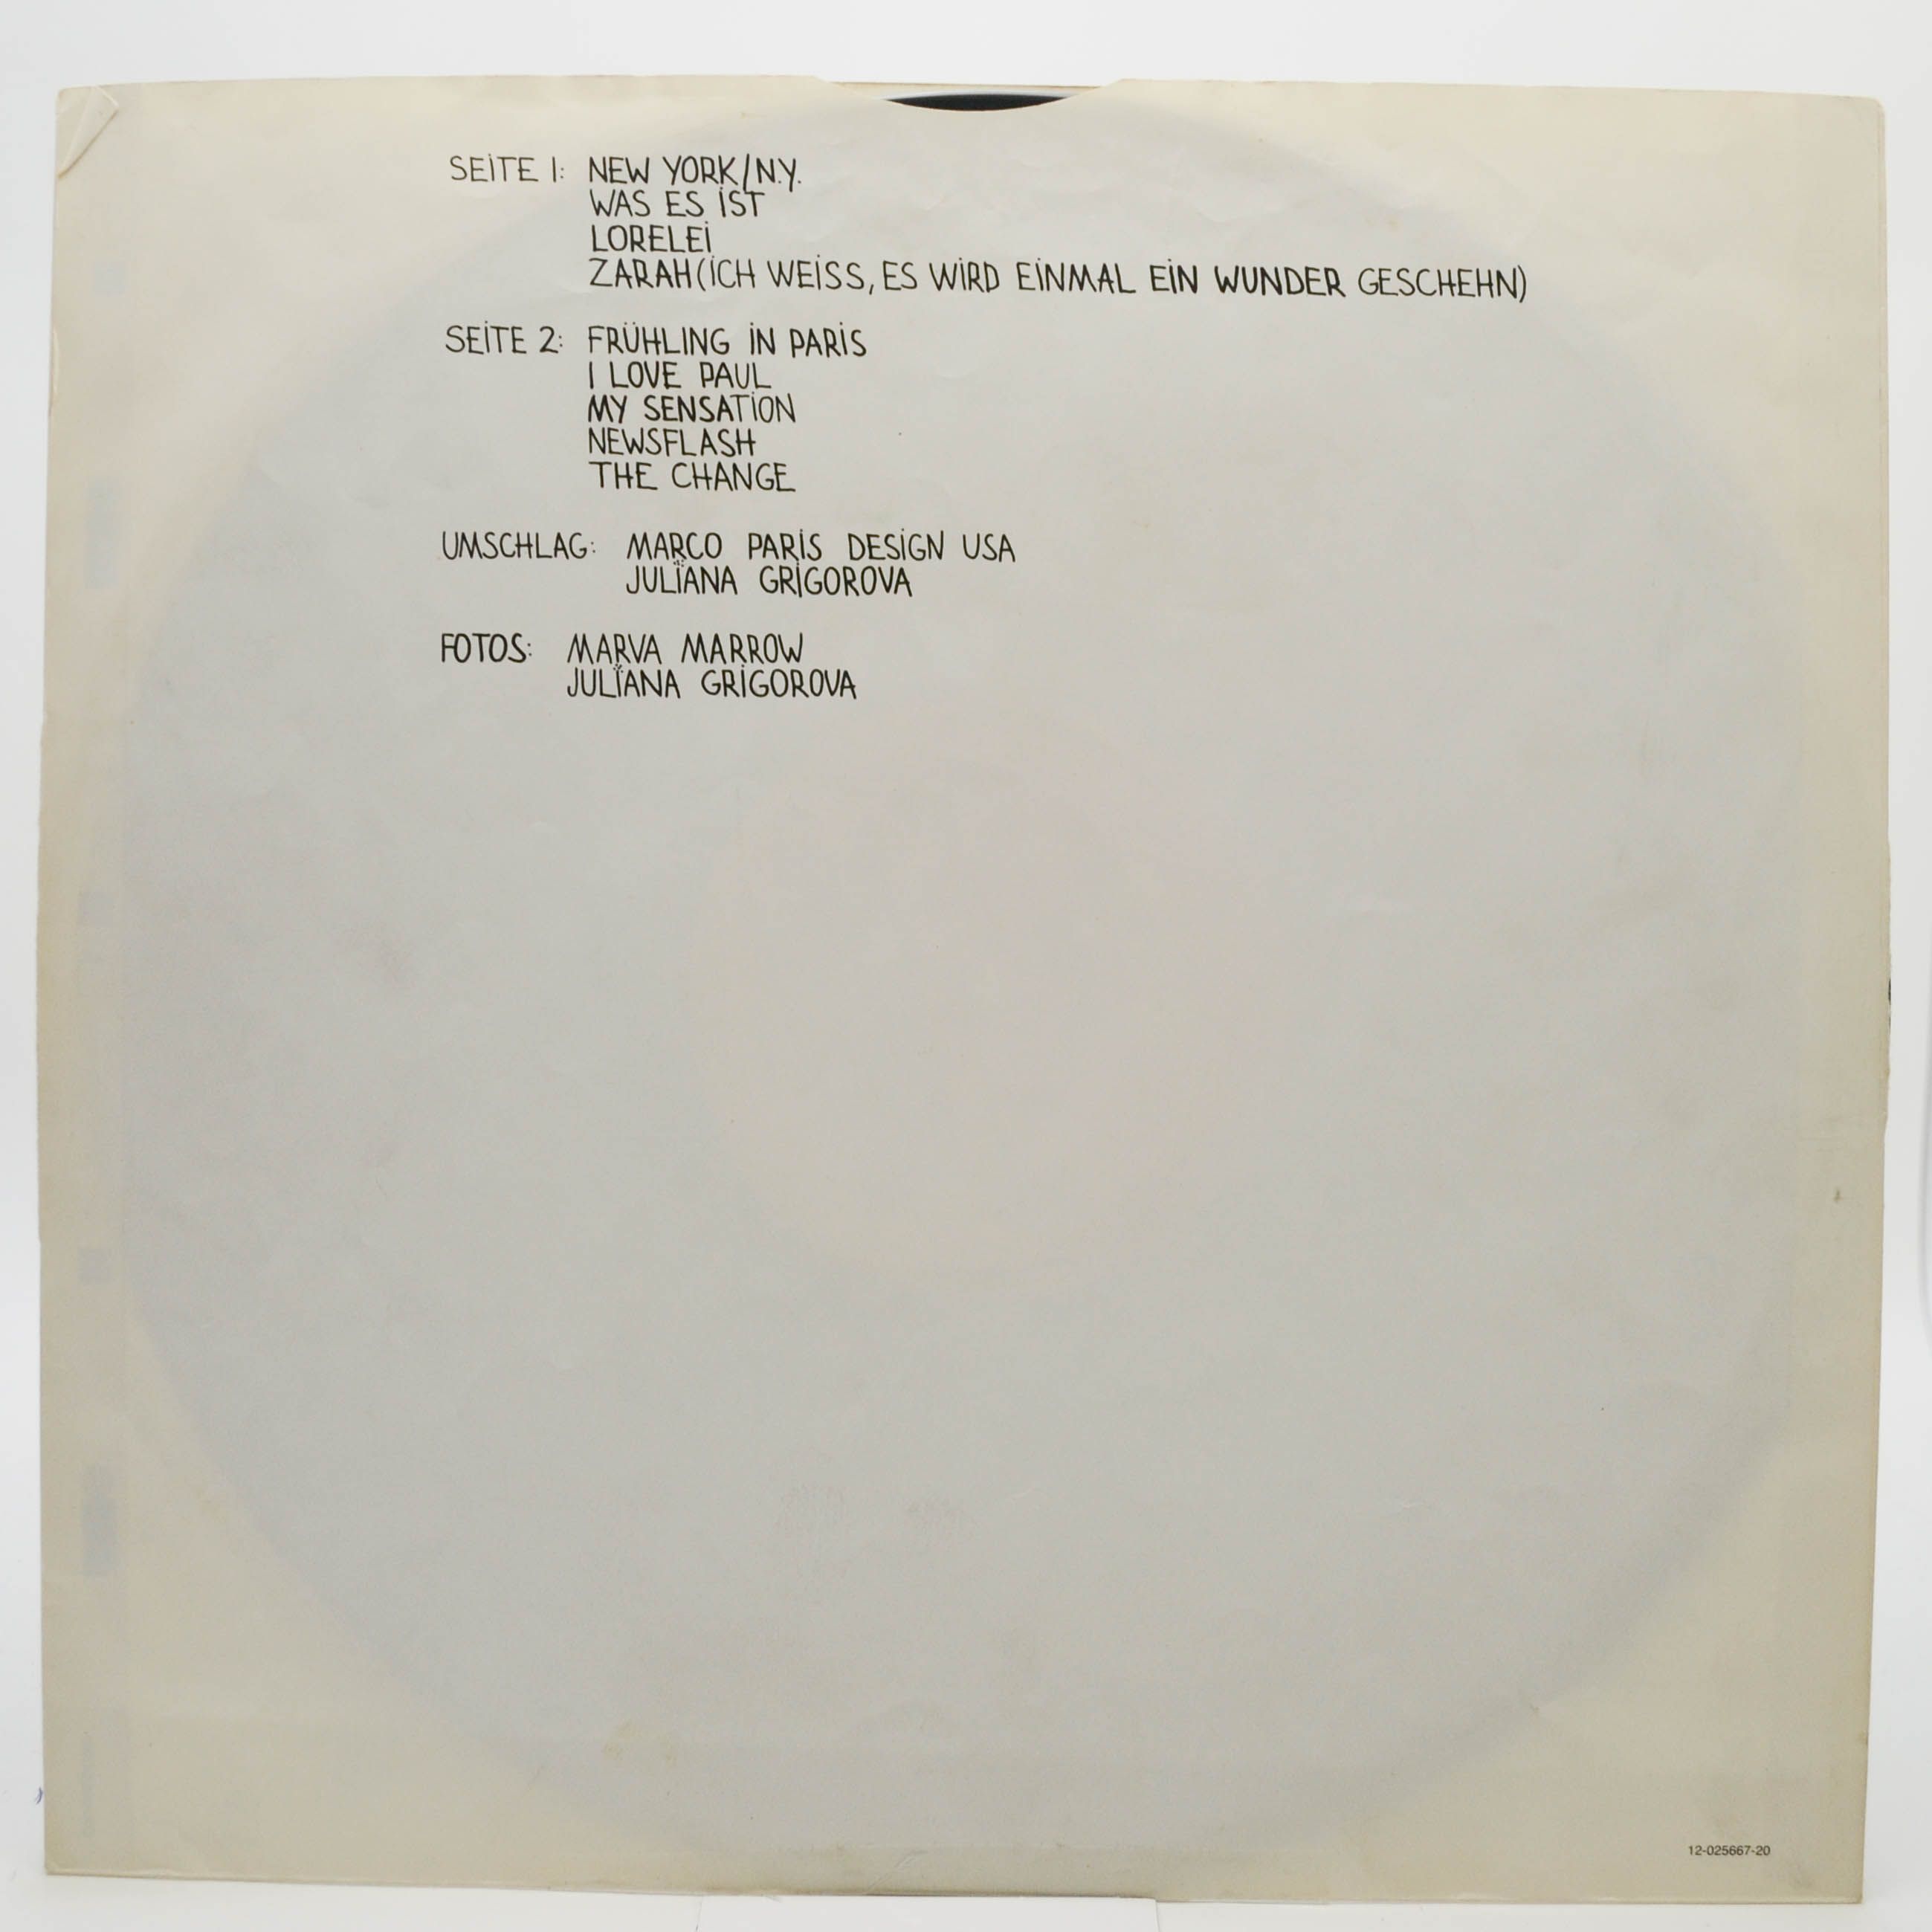 SEITE 1: NEW YORK/N.Y.
WAS ES IST
LORELEI
ZARAH (ICH WEISS, ES WIRD EINMAL EIN WUNDER GESCHEHN)
SEITE 2: FRÜHLING IN PARIS
I LOVE PAUL
MY SENSATION
NEWSFLASH
THE CHANGE
UMSCHLAG: MARCO PARIS DESIGN USA
JULIANA GRIGOROVA
FOTOS: MARVA MARROW
JULIANA GRIGOROVA
12-025667-20